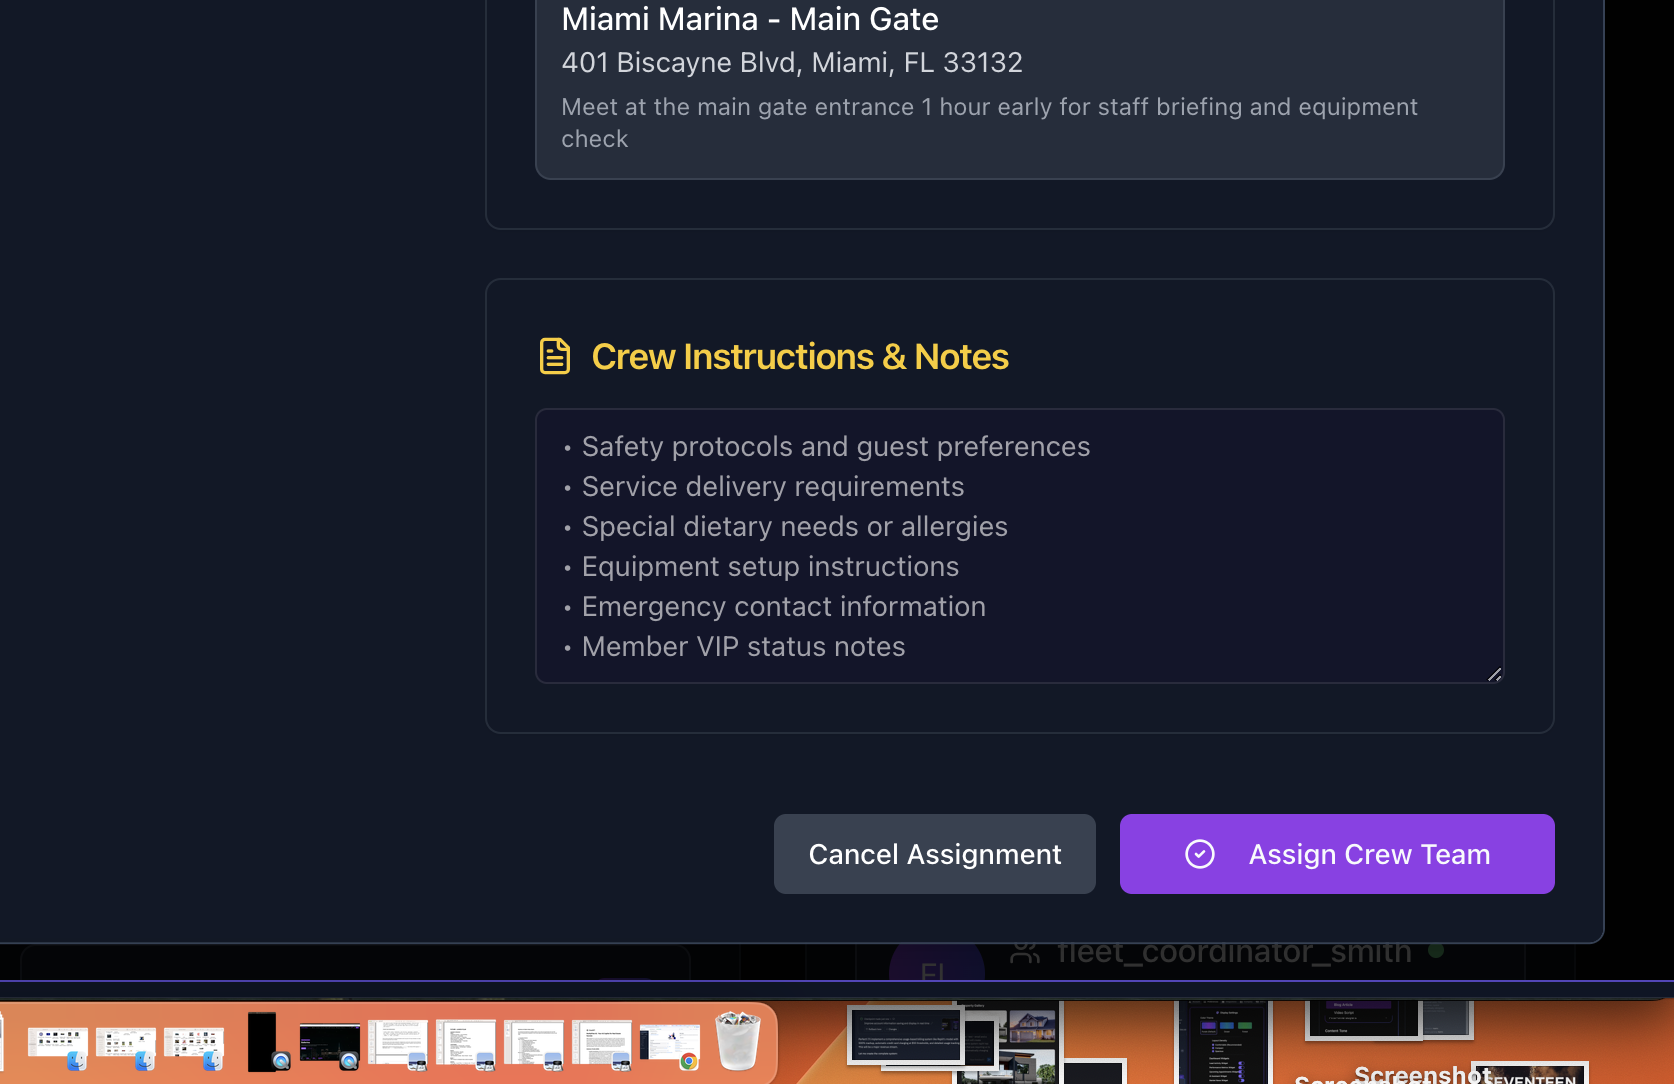 Miami Marina - Main Gate
401 Biscayne Blvd, Miami, FL 33132
Meet at the main gate entrance 1 hour early for staff briefing and equipment
check
Crew Instructions & Notes
• Safety protocols and guest preferences
• Service delivery requirements
• Special dietary needs or allergies
• Equipment setup instructions
• Emergency contact information
• Member VIP status notes
Cancel Assignment
Assign Crew Team
FL
fleet_coordinator_smith
Screenshot
SEVENTEEN